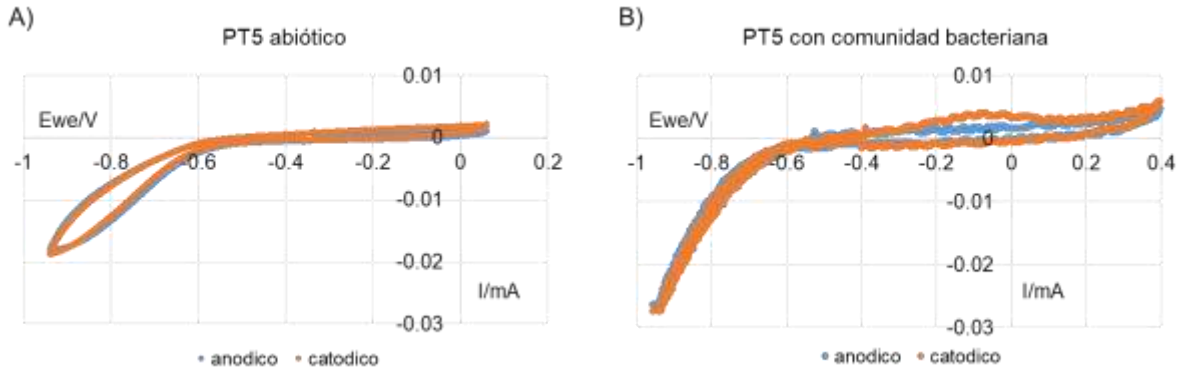 A)
PT5 abiótico
0.01
Ewe/V
0
-1
-0.8
-0.6
-0.4
-0.2
0
0.2
-0.01
-0.02
I/mA
-0.03
anodico
catodico
B)
PT5 con comunidad bacteriana
0.01
Ewe/V
0
-1
-0.8
-0.6
-0.4
-0.2
0
0.2
0.4
-0.01
-0.02
I/mA
-0.03
anodico
catodico